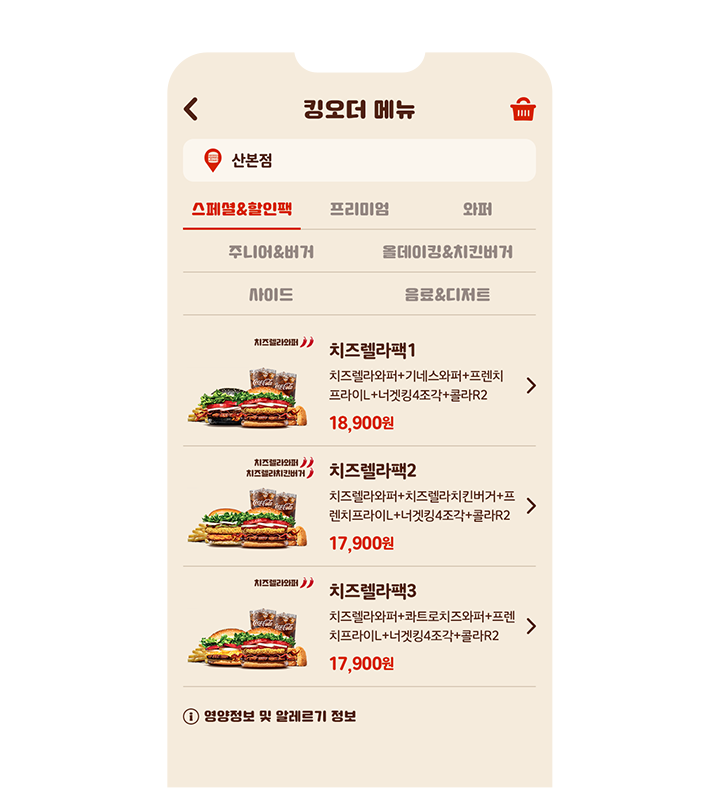 킹오더 메뉴
산본점
스페셜&할인팩 프리미엄 와퍼
주니어&버거 올데이킹&치킨버거
사이드 음료&디저트
치즈렐라와퍼
치즈렐라팩1
치즈렐라와퍼+기네스와퍼+프렌치
프라이L+너겟킹4조각+콜라R2
18,900원
치즈렐라와퍼
치즈렐라치킨버거
치즈렐라팩2
치즈렐라와퍼+치즈렐라치킨버거+프
렌치프라이L+너겟킹4조각+콜라R2
17,900원
치즈렐라와퍼
치즈렐라팩3
치즈렐라와퍼+콰트로치즈와퍼+프렌
치프라이L+너겟킹4조각+콜라R2
17,900원
영양정보 및 알레르기 정보